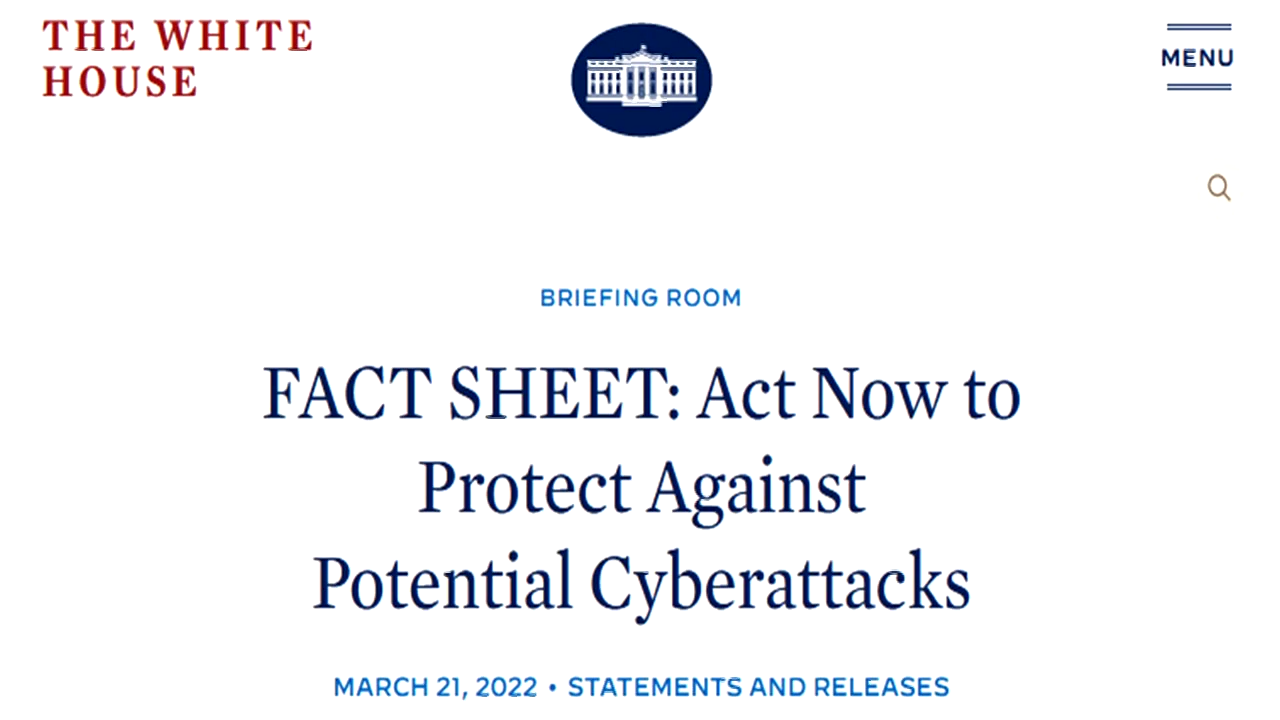 THE WHITE
HOUSE
MENU
BRIEFING ROOM
FACT SHEET: Act Now to
Protect Against
Potential Cyberattacks
MARCH 21, 2022 • STATEMENTS AND RELEASES